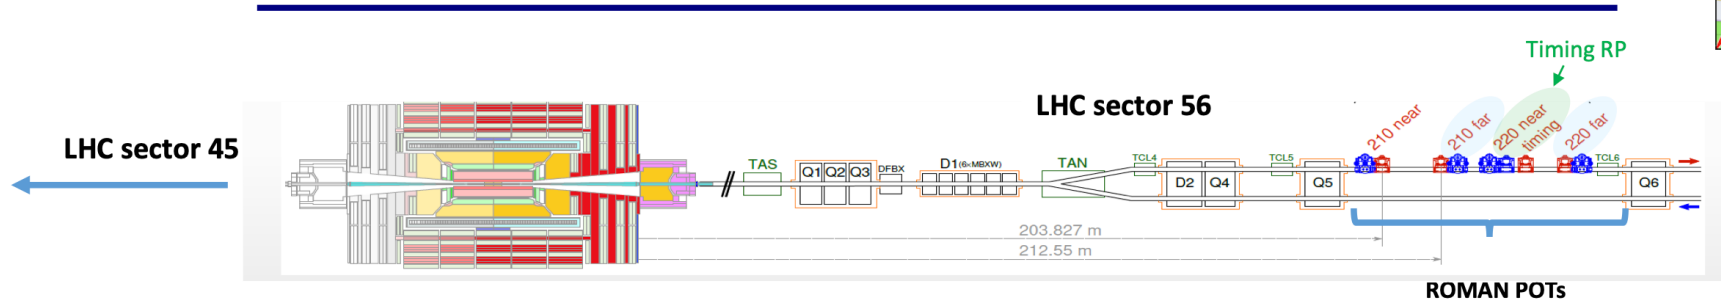 Timing RP
LHC sector 56
LHC sector 45
210 near
210 far
220 near
timing
220 far
TAS
Q1 Q2 Q3
DFBX
D1(6×MBXW)
TAN
TCL4
D2
Q4
TCL5
Q5
TCL6
Q6
203.827 m
212.55 m
ROMAN POTs